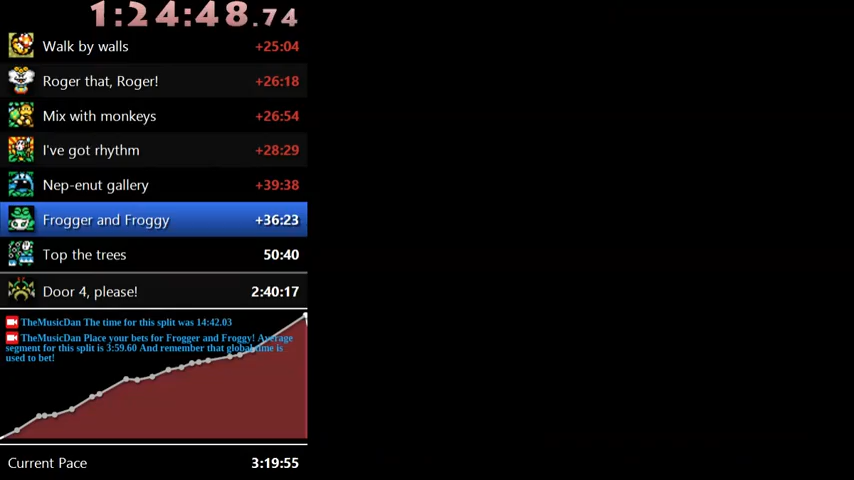 1:24:48.74
Walk by walls +25:04
Roger that, Roger! +26:18
Mix with monkeys +26:54
I've got rhythm +28:29
Nep-enut gallery +39:38
Frogger and Froggy +36:23
Top the trees 50:40
Door 4, please! 2:40:17
TheMusicDan The time for this split was 14:42.03
TheMusicDan Place your bets for Frogger and Froggy! Average
segment for this split is 3:59.60 And remember that global time is
used to bet!
Current Pace 3:19:55